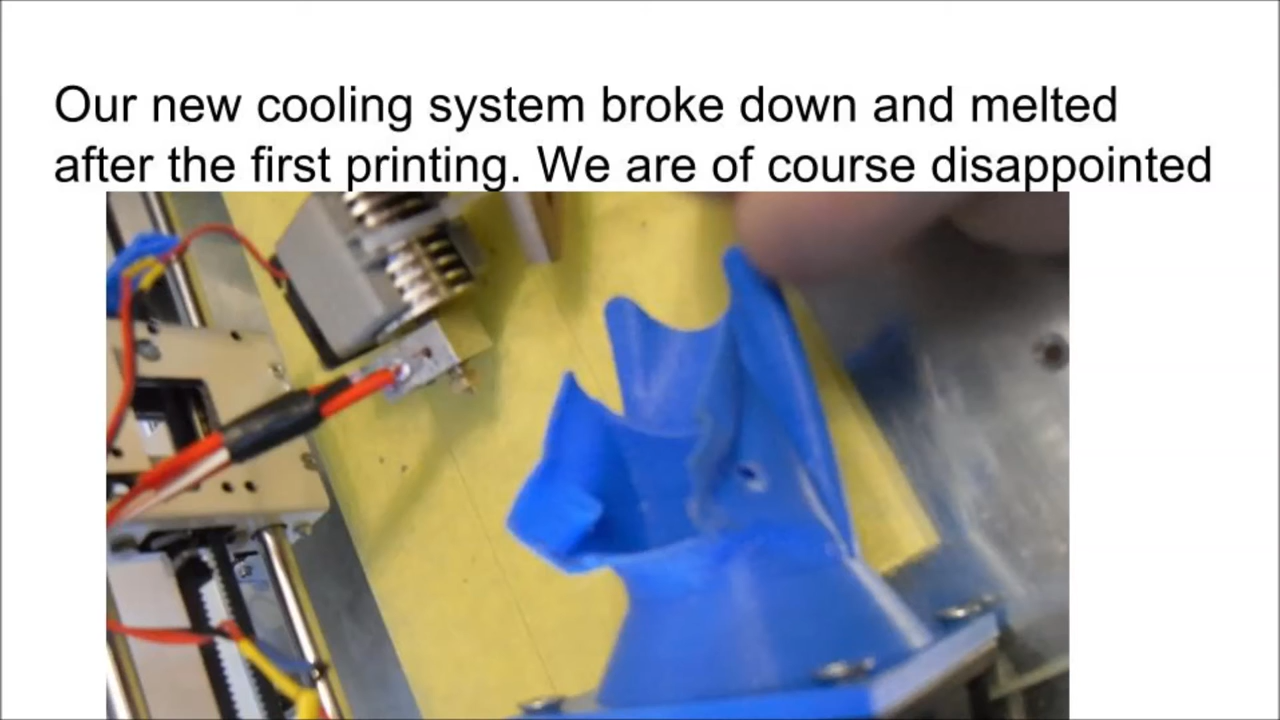 Our new cooling system broke down and melted
after the first printing. We are of course disappointed